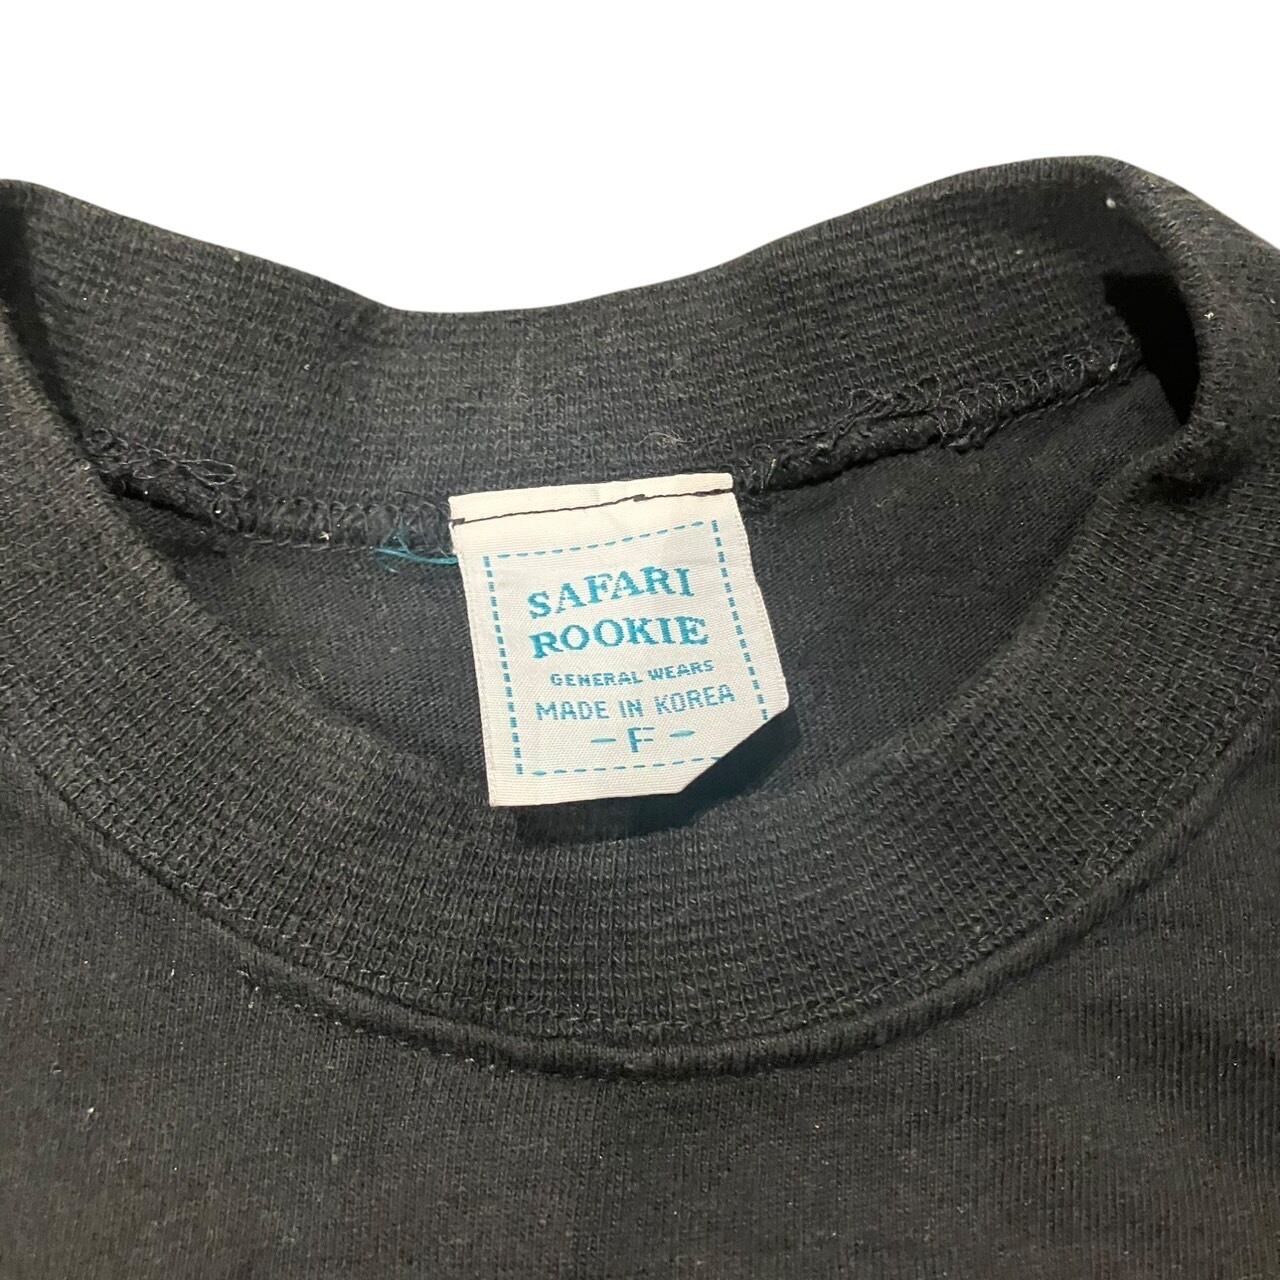 SAFARI
ROOKIE
GENERAL WEARS
MADE IN KOREA
-F-